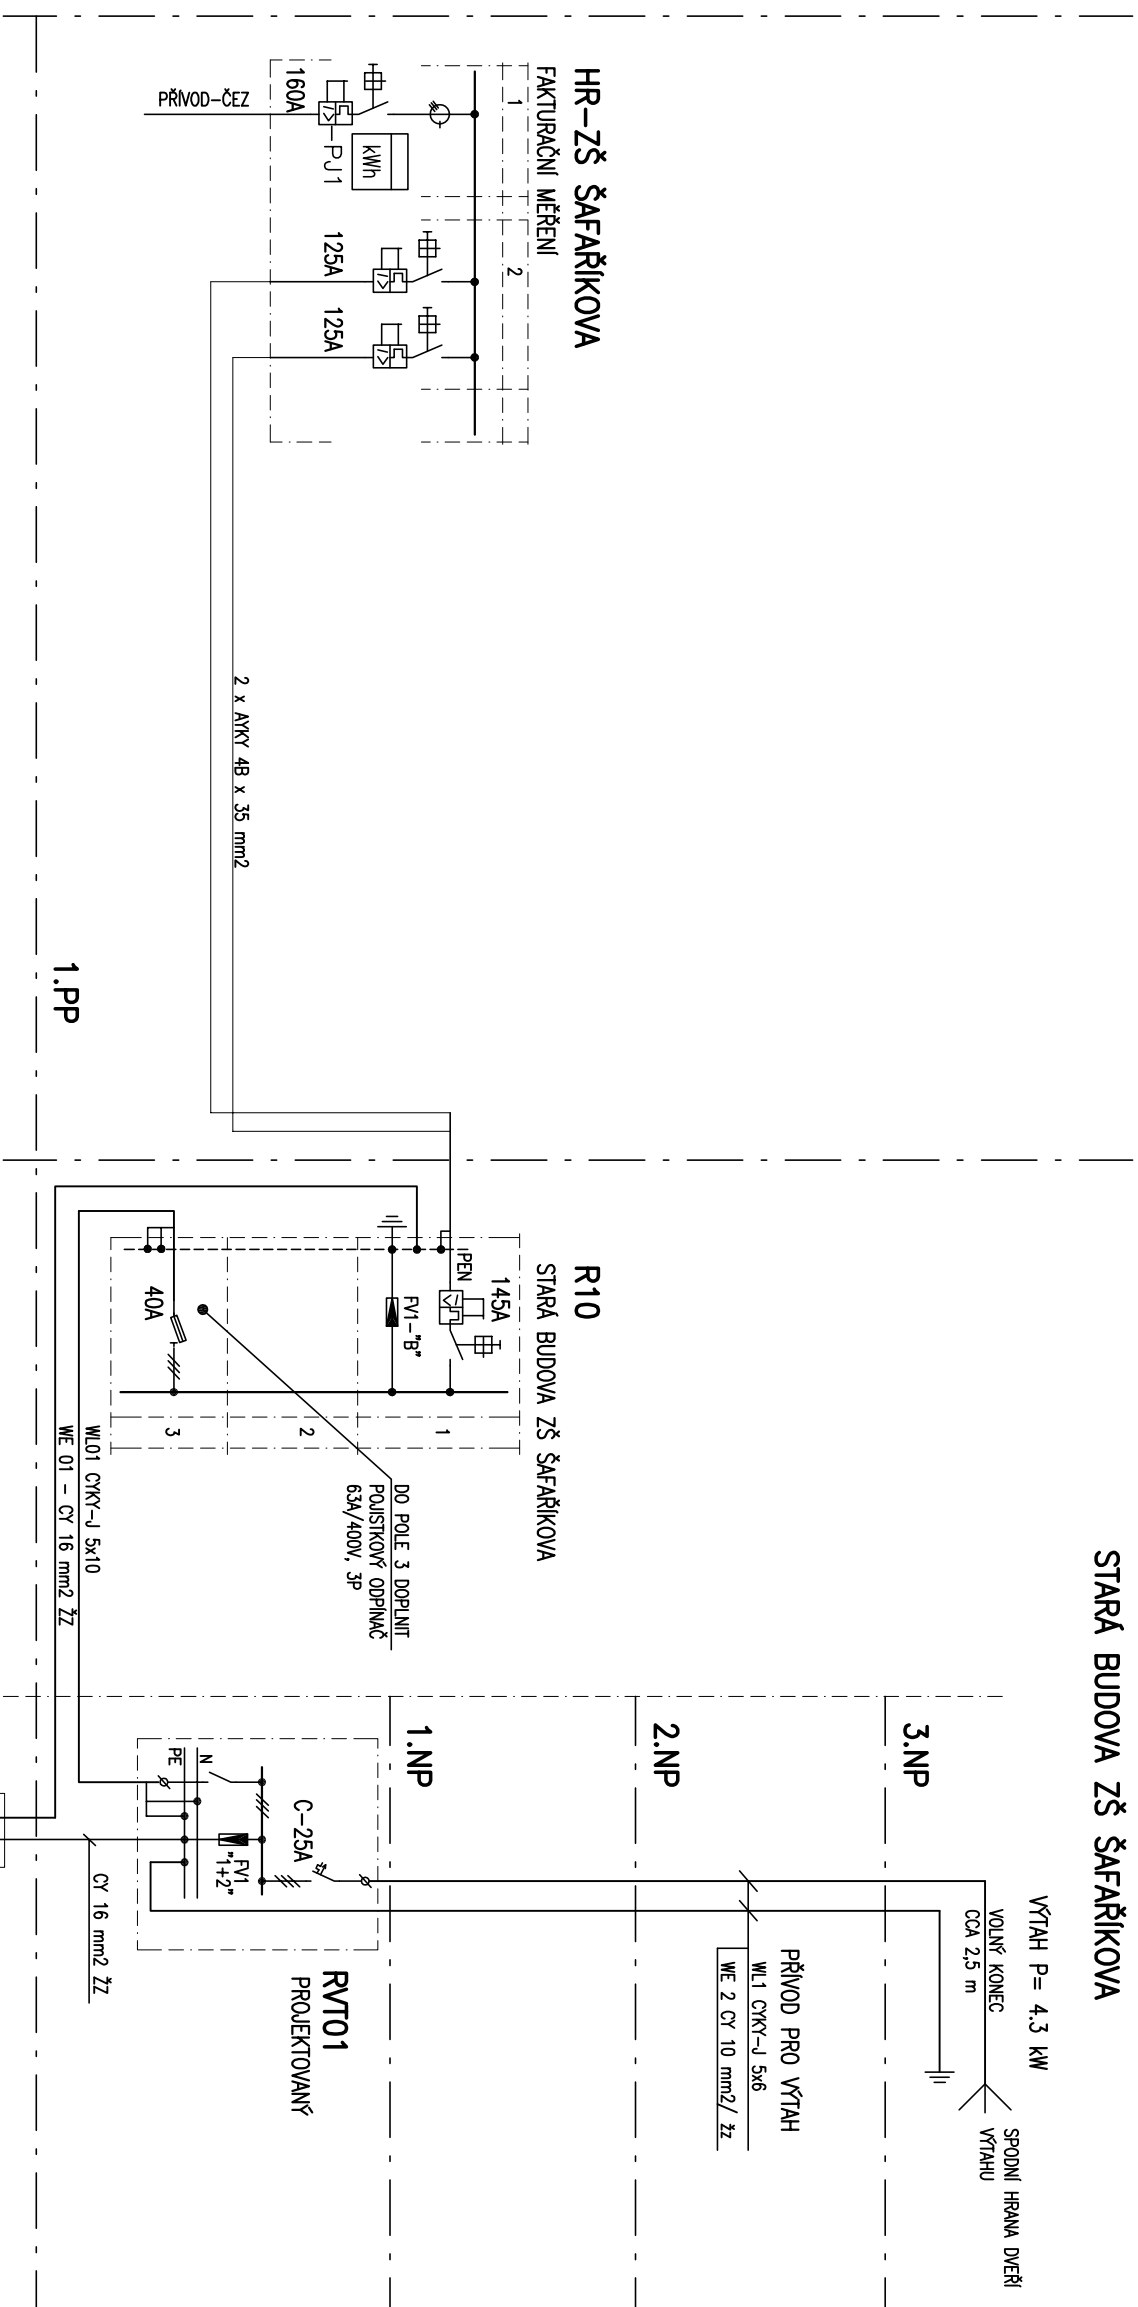 STARÁ BUDOVA ZŠ ŠAFAŘÍKOVA
HR-ZŠ ŠAFAŘÍKOVA
FAKTURAČNÍ MĚŘENÍ
1
2
160A
PŘÍVOD-ČEZ
kWh
PJ1
125A
125A
2 x AYKY 4B x 35 mm2
1.PP
R10
STARÁ BUDOVA ZŠ ŠAFAŘÍKOVA
145A
PEN
FV1-"B"
40A
1
2
3
DO POLE 3 DOPLNIT
POJISTKOVÝ ODPÍNAČ
63A/400V, 3P
WL01 CYKY-J 5x10
WE 01 - CY 16 mm2 ŽZ
3.NP
2.NP
1.NP
VÝTAH P= 4.3 kW
VOLNÝ KONEC
CCA 2,5 m
SPODNÍ HRANA DVEŘÍ
VÝTAHU
PŘÍVOD PRO VÝTAH
WL1 CYKY-J 5x6
WE 2 CY 10 mm2/ žz
C-25A
N
PE
FV1
"1+2"
RVT01
PROJEKTOVANÝ
CY 16 mm2 ŽZ